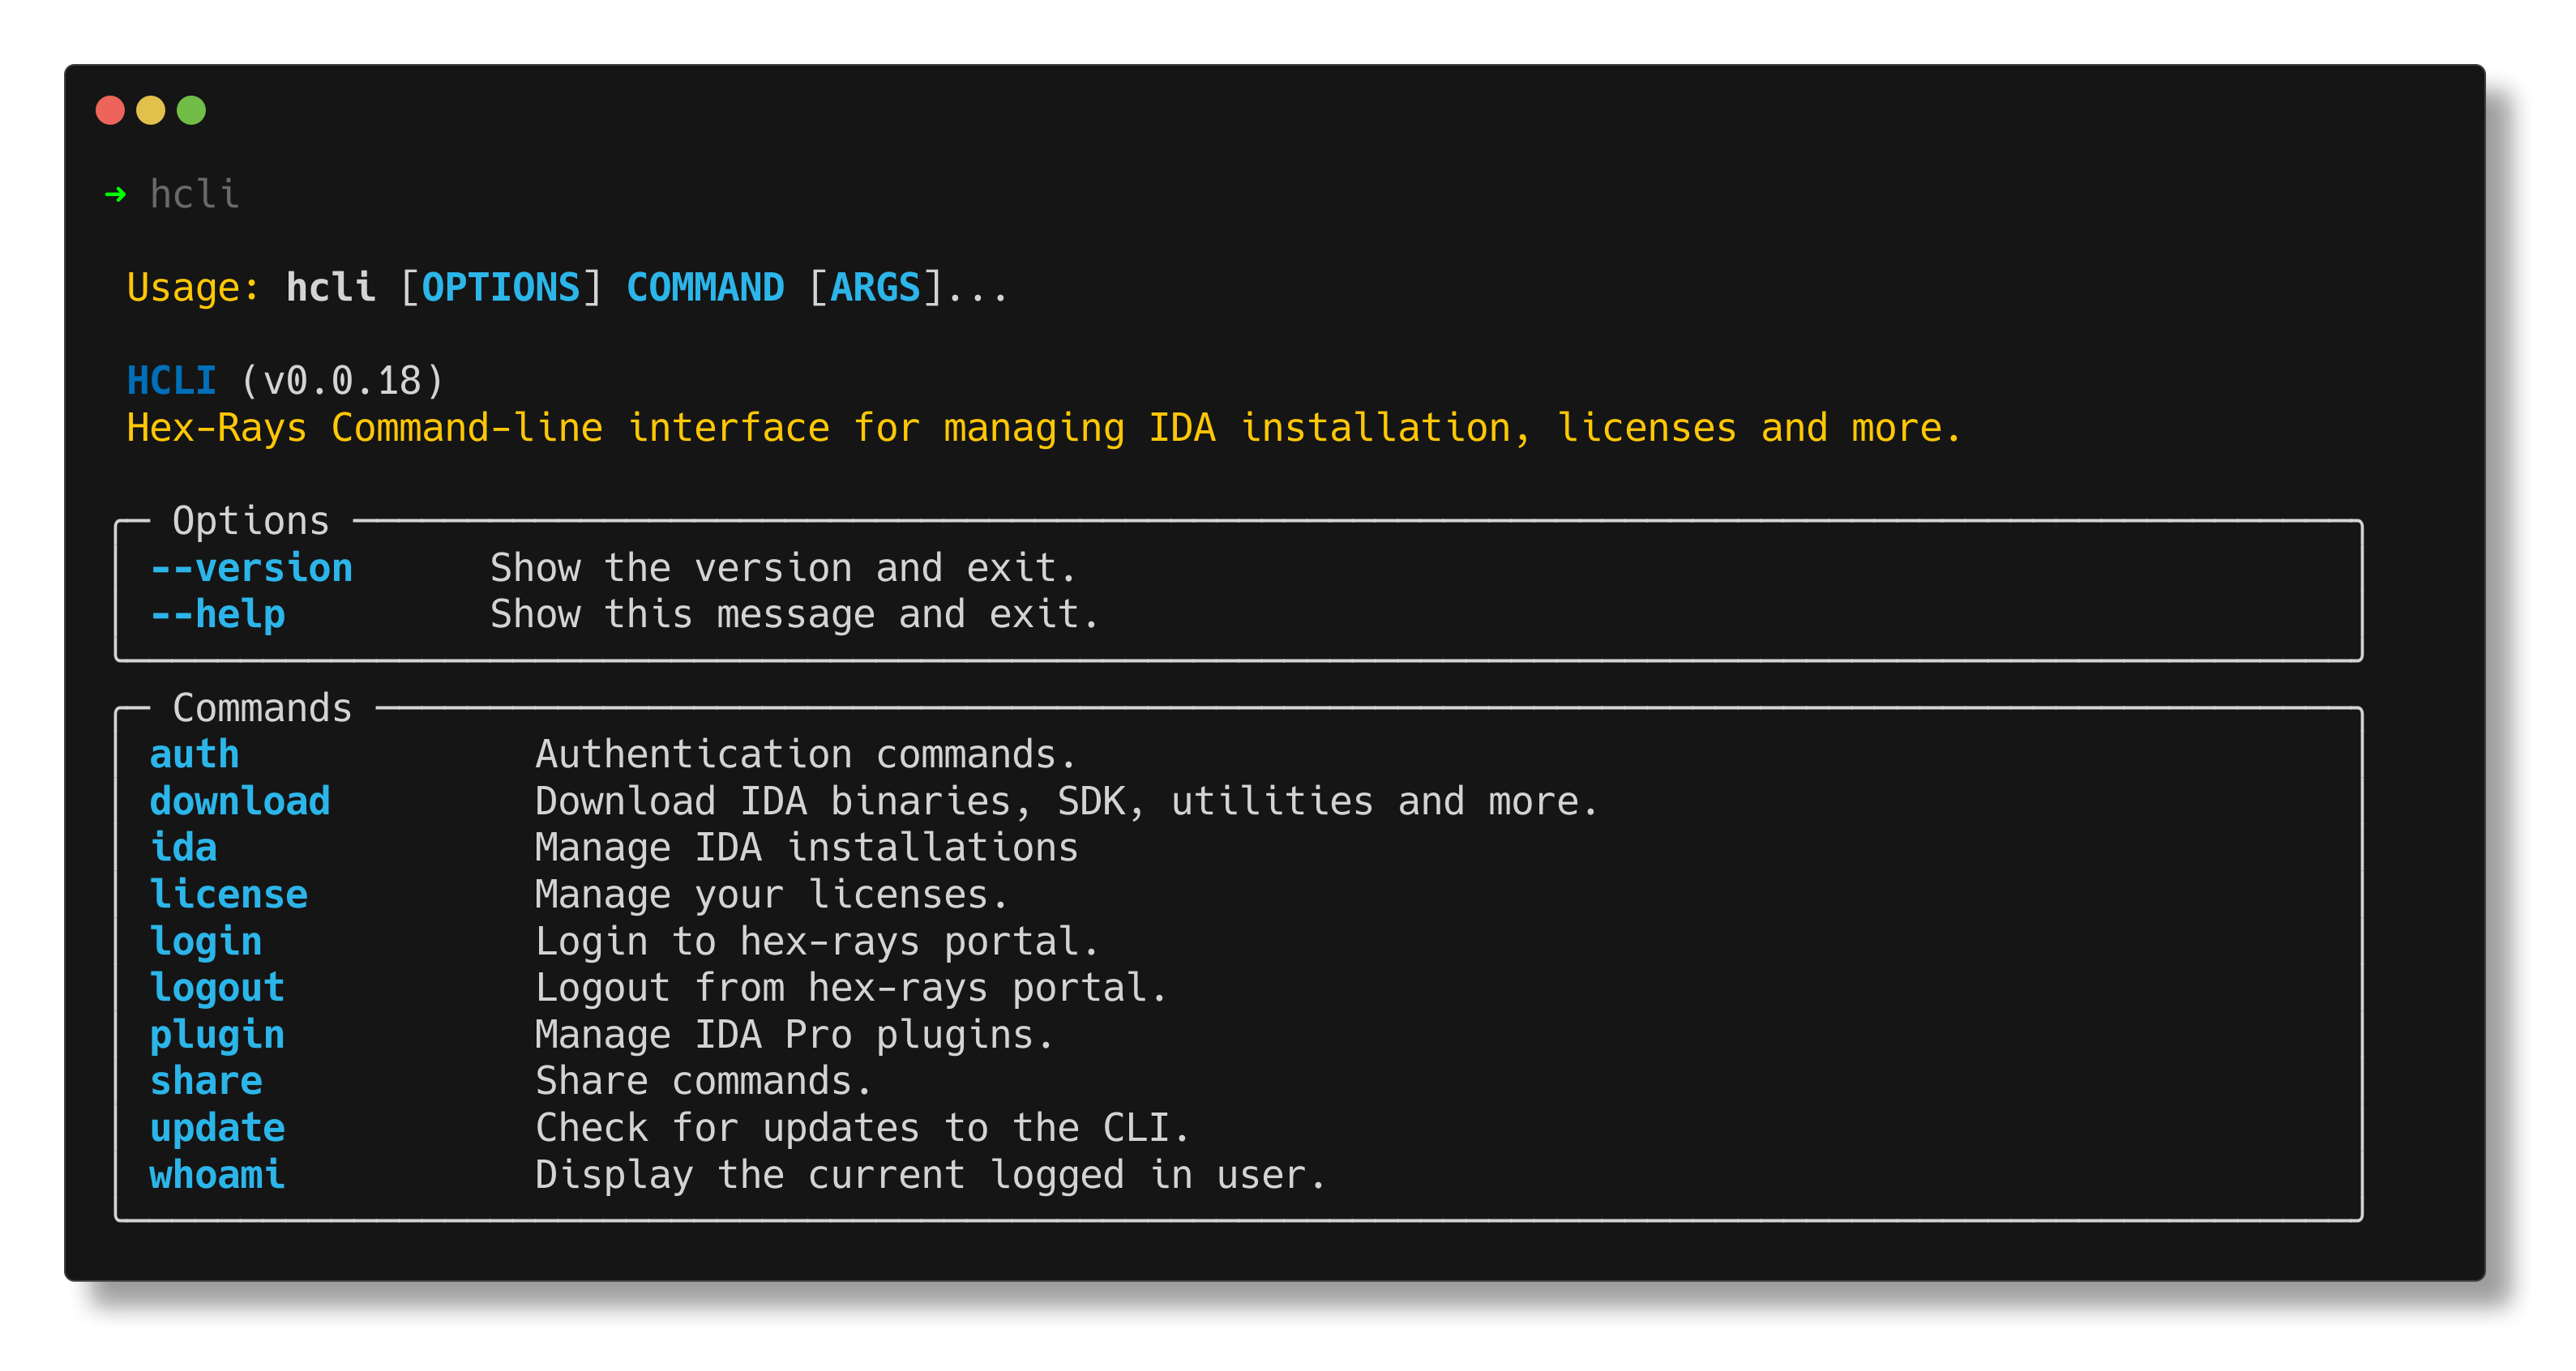 ➜ hcli
Usage: hcli [OPTIONS] COMMAND [ARGS]...
HCLI (v0.0.18)
Hex-Rays Command-line interface for managing IDA installation, licenses and more.
Options
--version Show the version and exit.
--help Show this message and exit.
Commands
auth Authentication commands.
download Download IDA binaries, SDK, utilities and more.
ida Manage IDA installations
license Manage your licenses.
login Login to hex-rays portal.
logout Logout from hex-rays portal.
plugin Manage IDA Pro plugins.
share Share commands.
update Check for updates to the CLI.
whoami Display the current logged in user.